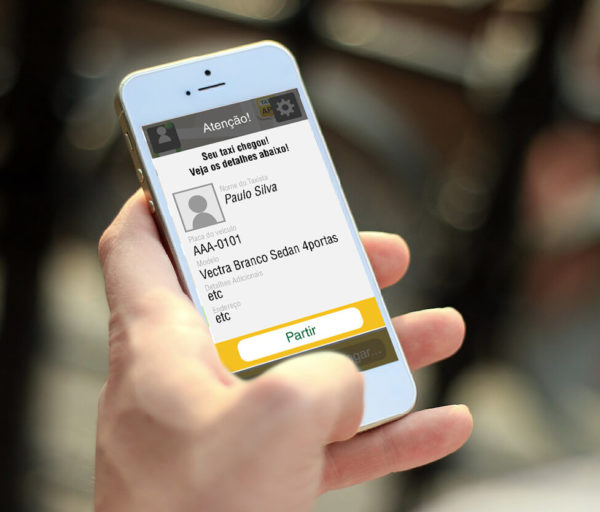 Atenção!
Seu taxi chegou!
Veja os detalhes abaixo!
Nome do Taxista
Paulo Silva
Placa do veículo
AAA-0101
Modelo
Vectra Branco Sedan 4portas
Detalhes Adicionais
etc
Endereço
etc
Partir